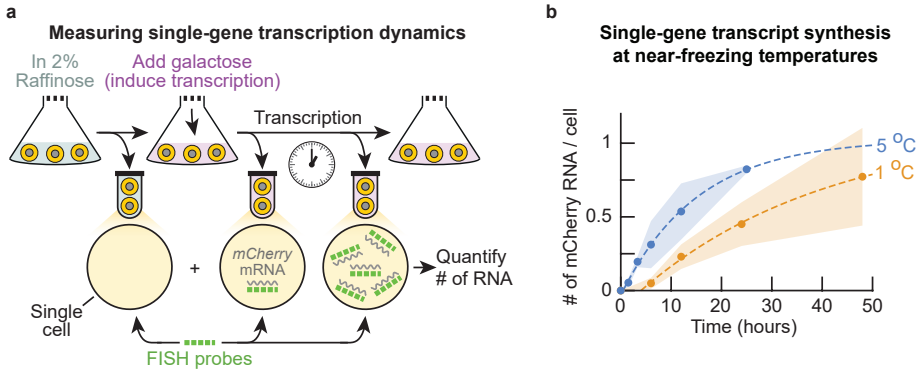 a
Measuring single-gene transcription dynamics
In 2%
Raffinose
Add galactose
(induce transcription)
Transcription
mCherry
mRNA
+
Quantify
# of RNA
Single
cell
FISH probes
b
Single-gene transcript synthesis
at near-freezing temperatures
# of mCherry RNA / cell
1
0.5
0
5 °C
1 °C
0 10 20 30 40 50
Time (hours)